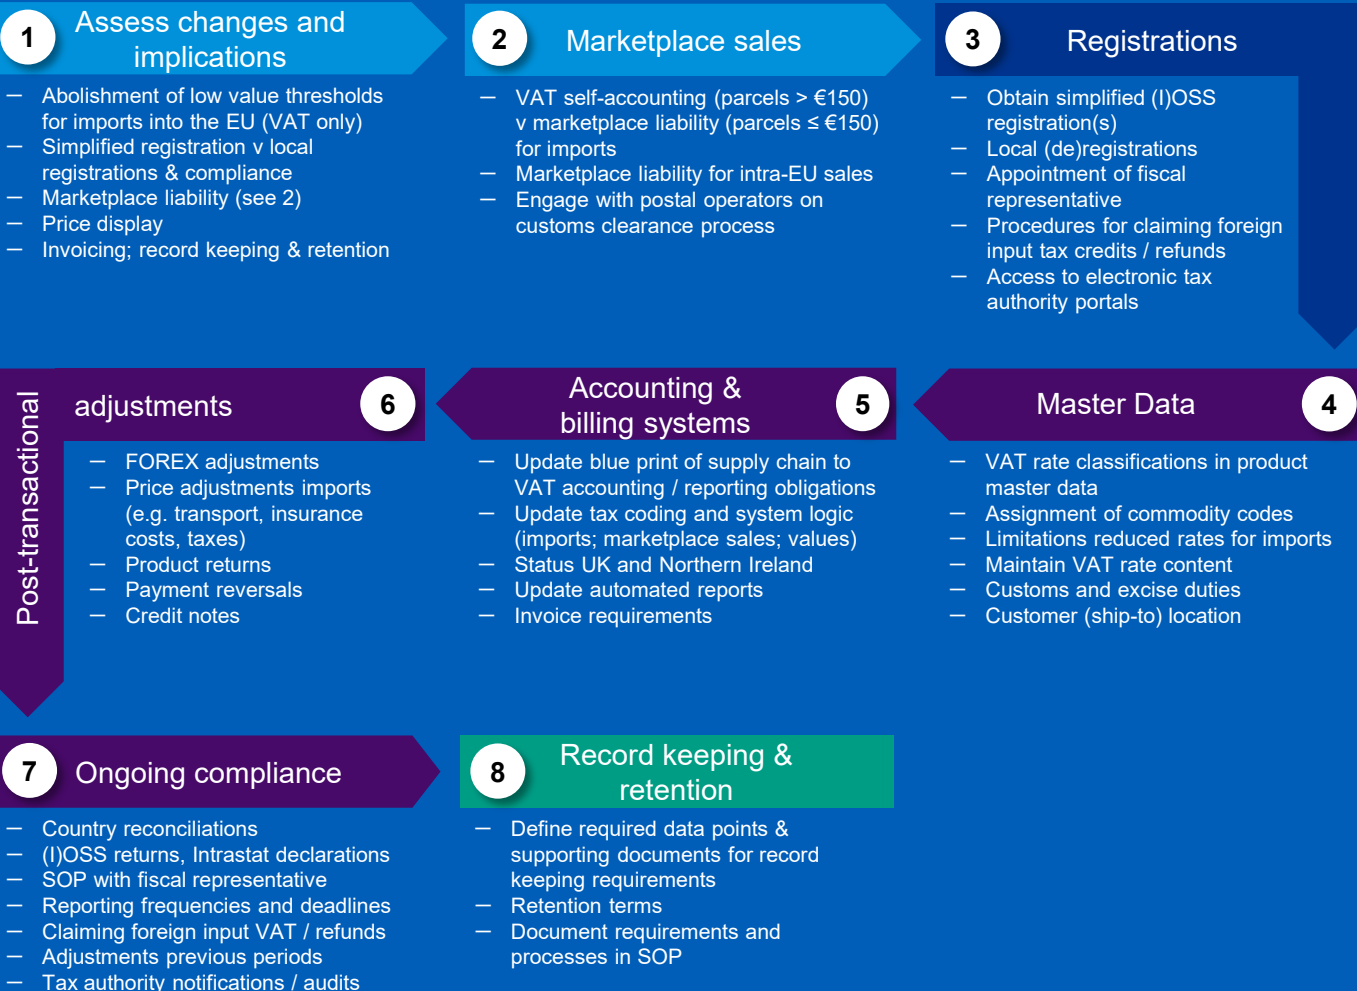 1
Assess changes and
implications
— Abolishment of low value thresholds
for imports into the EU (VAT only)
— Simplified registration v local
registrations & compliance
— Marketplace liability (see 2)
— Price display
— Invoicing; record keeping & retention
2
Marketplace sales
— VAT self-accounting (parcels > €150)
v marketplace liability (parcels ≤ €150)
for imports
— Marketplace liability for intra-EU sales
— Engage with postal operators on
customs clearance process
3
Registrations
— Obtain simplified (I)OSS
registration(s)
— Local (de)registrations
— Appointment of fiscal
representative
— Procedures for claiming foreign
input tax credits / refunds
— Access to electronic tax
authority portals
Master Data
4
— VAT rate classifications in product
master data
— Assignment of commodity codes
— Limitations reduced rates for imports
— Maintain VAT rate content
— Customs and excise duties
— Customer (ship-to) location
Accounting &
billing systems
5
— Update blue print of supply chain to
VAT accounting / reporting obligations
— Update tax coding and system logic
(imports; marketplace sales; values)
— Status UK and Northern Ireland
— Update automated reports
— Invoice requirements
Post-transactional
adjustments
6
— FOREX adjustments
— Price adjustments imports
(e.g. transport, insurance
costs, taxes)
— Product returns
— Payment reversals
— Credit notes
7
Ongoing compliance
— Country reconciliations
— (I)OSS returns, Intrastat declarations
— SOP with fiscal representative
— Reporting frequencies and deadlines
— Claiming foreign input VAT / refunds
— Adjustments previous periods
— Tax authority notifications / audits
8
Record keeping &
retention
— Define required data points &
supporting documents for record
keeping requirements
— Retention terms
— Document requirements and
processes in SOP